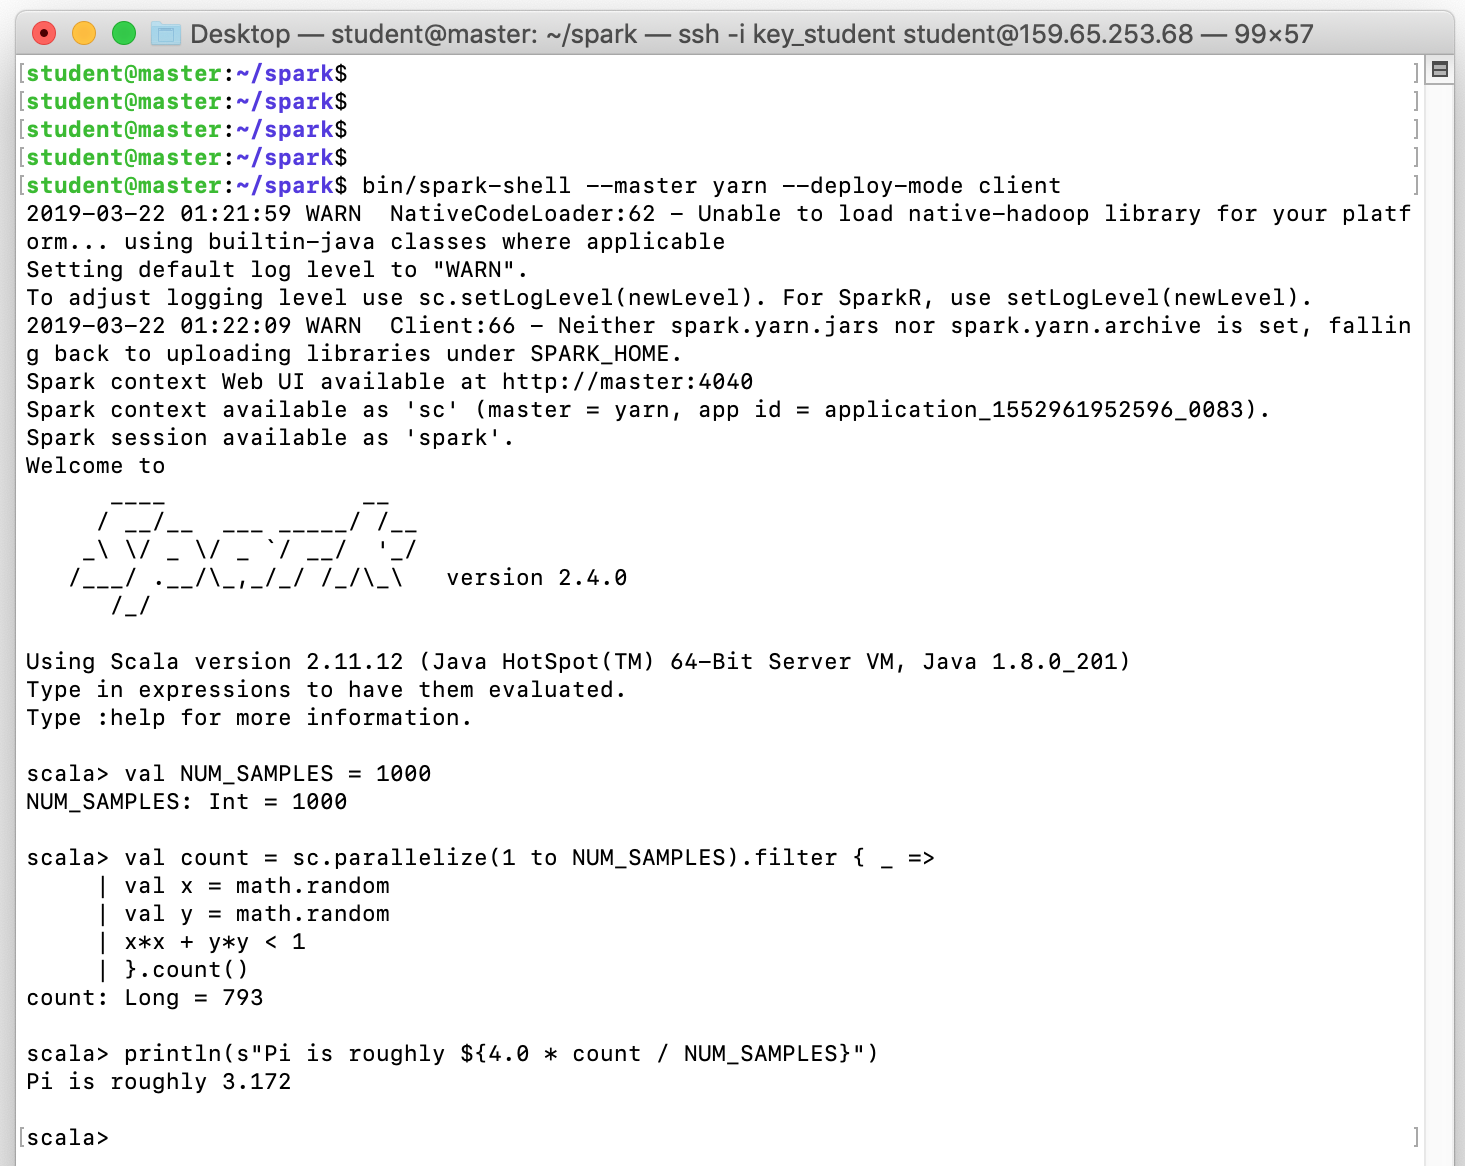 Desktop — student@master: ~/spark — ssh -i key_student student@159.65.253.68 — 99×57
[student@master:~/spark$ ]
[student@master:~/spark$ ]
[student@master:~/spark$ ]
[student@master:~/spark$ ]
[student@master:~/spark$ bin/spark-shell --master yarn --deploy-mode client ]
2019-03-22 01:21:59 WARN  NativeCodeLoader:62 - Unable to load native-hadoop library for your platf
orm... using builtin-java classes where applicable
Setting default log level to "WARN".
To adjust logging level use sc.setLogLevel(newLevel). For SparkR, use setLogLevel(newLevel).
2019-03-22 01:22:09 WARN  Client:66 - Neither spark.yarn.jars nor spark.yarn.archive is set, fallin
g back to uploading libraries under SPARK_HOME.
Spark context Web UI available at http://master:4040
Spark context available as 'sc' (master = yarn, app id = application_1552961952596_0083).
Spark session available as 'spark'.
Welcome to
      ____              __
     / __/__  ___ _____/ /__
    _\ \/ _ \/ _ `/ __/  '_/
   /___/ .__/\_,_/_/ /_/\_\   version 2.4.0
      /_/
Using Scala version 2.11.12 (Java HotSpot(TM) 64-Bit Server VM, Java 1.8.0_201)
Type in expressions to have them evaluated.
Type :help for more information.
scala> val NUM_SAMPLES = 1000
NUM_SAMPLES: Int = 1000
scala> val count = sc.parallelize(1 to NUM_SAMPLES).filter { _ =>
     | val x = math.random
     | val y = math.random
     | x*x + y*y < 1
     | }.count()
count: Long = 793
scala> println(s"Pi is roughly ${4.0 * count / NUM_SAMPLES}")
Pi is roughly 3.172
[scala> ]